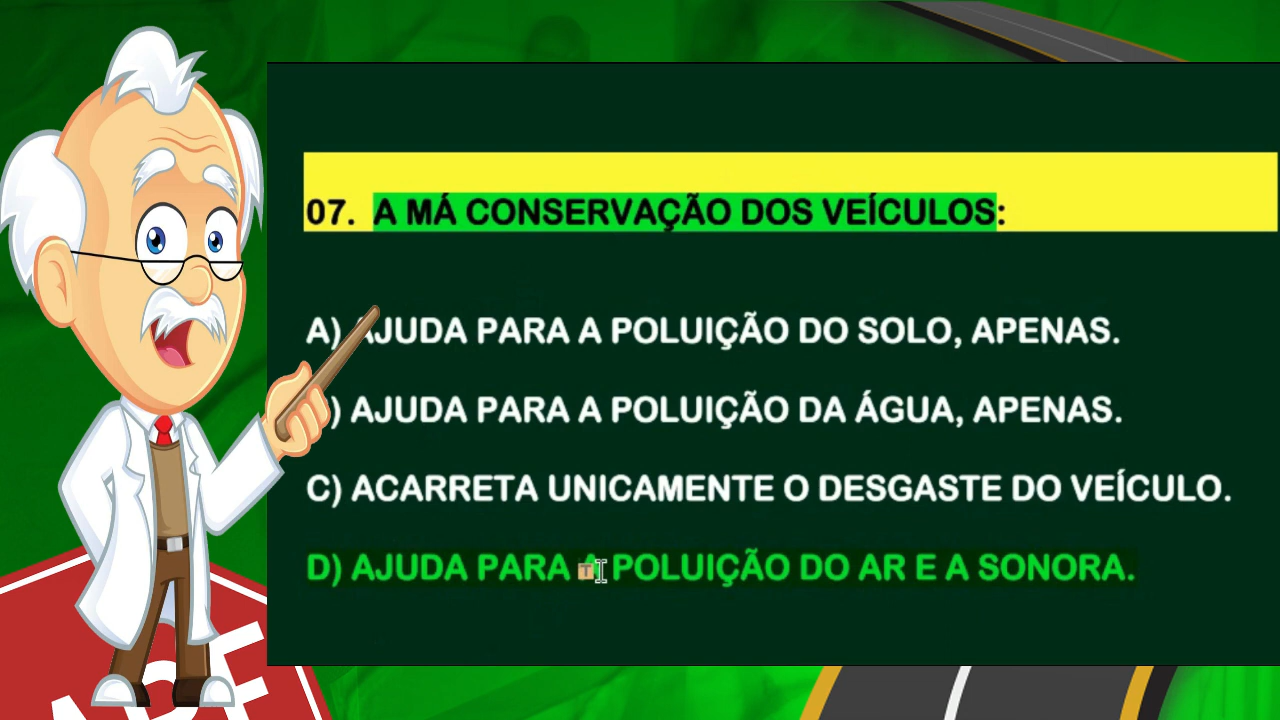 07. A MÁ CONSERVAÇÃO DOS VEÍCULOS:
A) AJUDA PARA A POLUIÇÃO DO SOLO, APENAS.
) AJUDA PARA A POLUIÇÃO DA ÁGUA, APENAS.
C) ACARRETA UNICAMENTE O DESGASTE DO VEÍCULO.
D) AJUDA PARA A POLUIÇÃO DO AR E A SONORA.